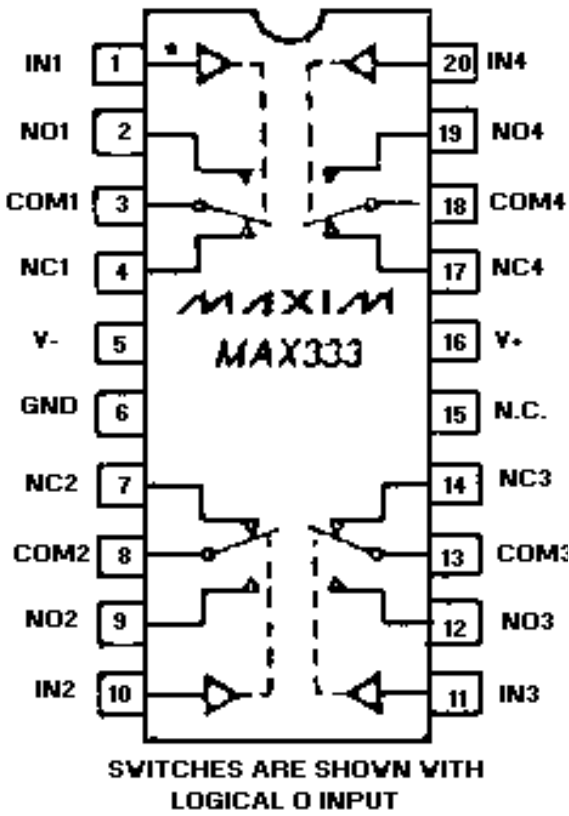 IN1 1 20 IN4
NO1 2 19 NO4
COM1 3 18 COM4
NC1 4 17 NC4
MAXIM
V- 5 MAX333 16 V+
GND 6 15 N.C.
NC2 7 14 NC3
COM2 8 13 COM3
NO2 9 12 NO3
IN2 10 11 IN3
SWITCHES ARE SHOWN WITH
LOGICAL 0 INPUT